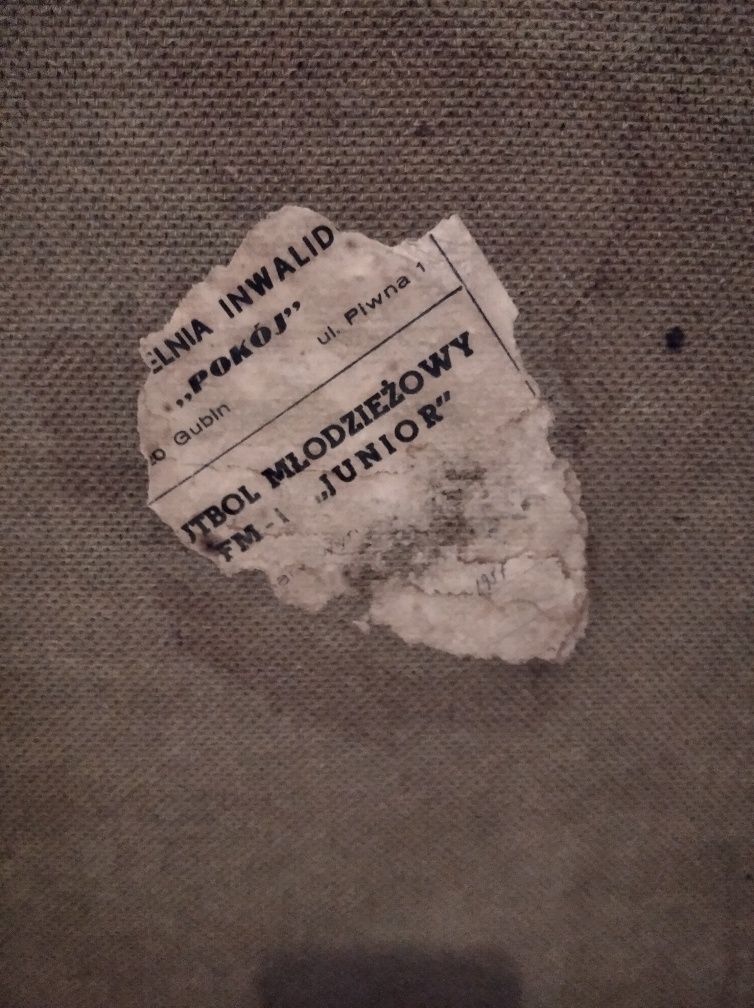 ELNIA INWALID
„POKÓJ”
Gubin ul. Piwna 1
UTBOL MŁODZIEŻOWY
FM-1 „JUNIOR”